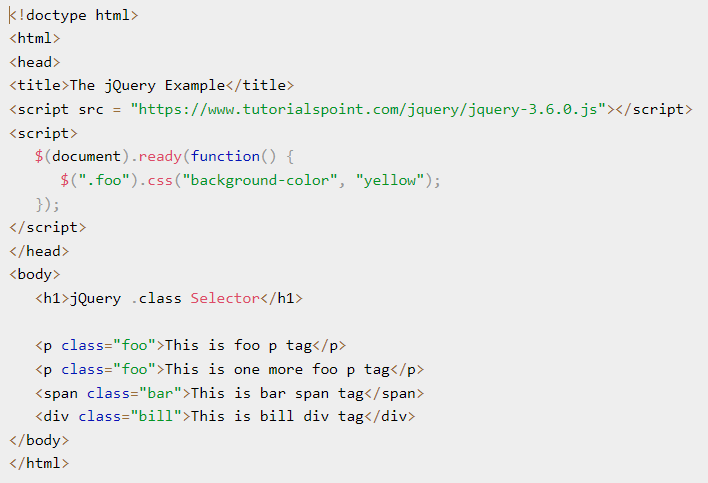 <!doctype html>
<html>
<head>
<title>The jQuery Example</title>
<script src = "https://www.tutorialspoint.com/jquery/jquery-3.6.0.js"></script>
<script>
   $(document).ready(function() {
      $(".foo").css("background-color", "yellow");
   });
</script>
</head>
<body>
   <h1>jQuery .class Selector</h1>

   <p class="foo">This is foo p tag</p>
   <p class="foo">This is one more foo p tag</p>
   <span class="bar">This is bar span tag</span>
   <div class="bill">This is bill div tag</div>
</body>
</html>